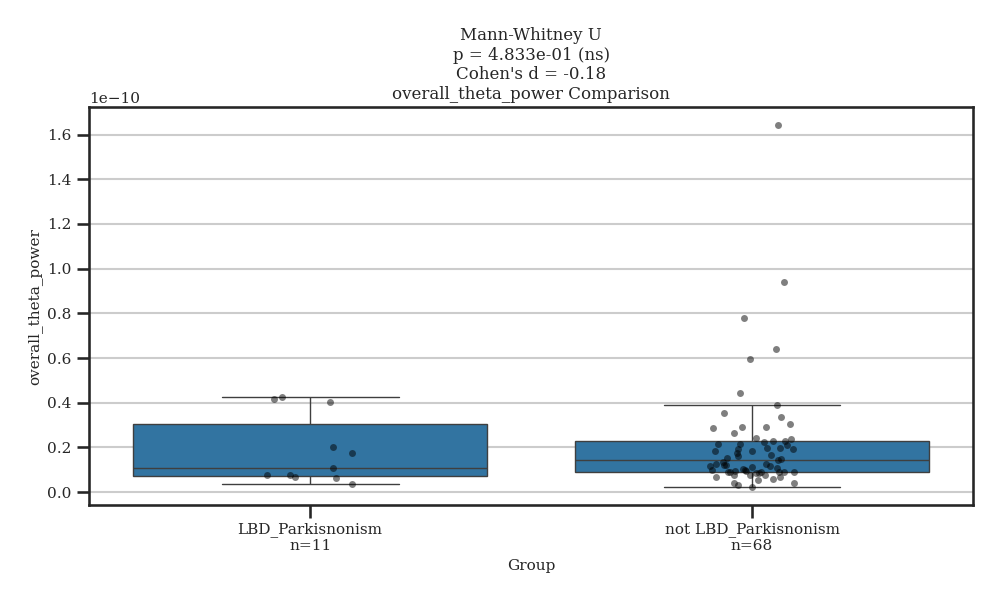 Mann-Whitney U
p = 4.833e-01 (ns)
Cohen's d = -0.18
overall_theta_power Comparison
1e−10
1.6
1.4
1.2
1.0
0.8
0.6
0.4
0.2
0.0
overall_theta_power
LBD_Parkisnonism
n=11
not LBD_Parkisnonism
n=68
Group